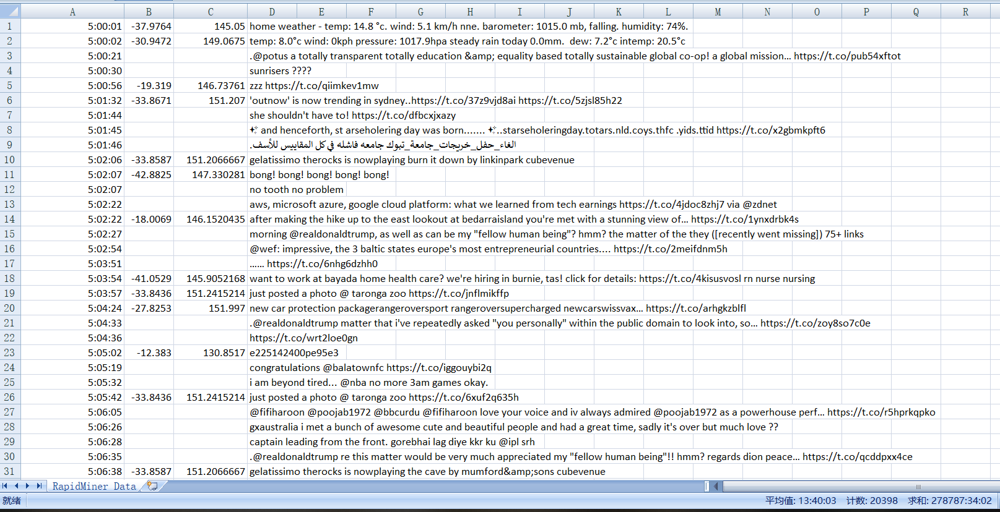 A B C D E F G H I J K L M N O P Q R
1 5:00:01 -37.9764 145.05 home weather - temp: 14.8 °c. wind: 5.1 km/h nne. barometer: 1015.0 mb, falling. humidity: 74%.
2 5:00:02 -30.9472 149.0675 temp: 8.0°c wind: 0kph pressure: 1017.9hpa steady rain today 0.0mm.  dew: 7.2°c intemp: 20.5°c
3 5:00:21 .@potus a totally transparent totally education &amp; equality based totally sustainable global co-op! a global mission… https://t.co/pub54xftot
4 5:00:30 sunrisers ????
5 5:00:56 -19.319 146.73761 zzz https://t.co/qiimkev1mw
6 5:01:32 -33.8671 151.207 'outnow' is now trending in sydney..https://t.co/37z9vjd8ai https://t.co/5zjsl85h22
7 5:01:44 she shouldn't have to! https://t.co/dfbcxjxazy
8 5:01:45 ✨ and henceforth, st arseholering day was born....... ✨..starseholeringday.totars.nld.coys.thfc .yids.ttid https://t.co/x2gbmkpft6
9 5:01:46 الغاء_حفل_خريجات_جامعة_تبوك جامعه فاشله في كل المقاييس للأسف.
10 5:02:06 -33.8587 151.2066667 gelatissimo therocks is nowplaying burn it down by linkinpark cubevenue
11 5:02:07 -42.8825 147.330281 bong! bong! bong! bong! bong!
12 5:02:07 no tooth no problem
13 5:02:22 aws, microsoft azure, google cloud platform: what we learned from tech earnings https://t.co/4jdoc8zhj7 via @zdnet
14 5:02:22 -18.0069 146.1520435 after making the hike up to the east lookout at bedarraisland you're met with a stunning view of… https://t.co/1ynxdrbk4s
15 5:02:27 morning @realdonaldtrump, as well as can be my "fellow human being"? hmm? the matter of the they ([recently went missing]) 75+ links
16 5:02:54 @wef: impressive, the 3 baltic states europe's most entrepreneurial countries…. https://t.co/2meifdnm5h
17 5:03:51 …… https://t.co/6nhg6dzhh0
18 5:03:54 -41.0529 145.9052168 want to work at bayada home health care? we're hiring in burnie, tas! click for details: https://t.co/4kisusvosl rn nurse nursing
19 5:03:57 -33.8436 151.2415214 just posted a photo @ taronga zoo https://t.co/jnflmikffp
20 5:04:24 -27.8253 151.997 new car protection packagerangeroversport rangeroversupercharged newcarswissvax… https://t.co/arhgkzblfl
21 5:04:33 .@realdonaldtrump matter that i've repeatedly asked "you personally" within the public domain to look into, so… https://t.co/zoy8so7c0e
22 5:04:36 https://t.co/wrt2loe0gn
23 5:05:02 -12.383 130.8517 e225142400pe95e3
24 5:05:19 congratulations @balatownfc https://t.co/iggouybi2q
25 5:05:32 i am beyond tired... @nba no more 3am games okay.
26 5:05:42 -33.8436 151.2415214 just posted a photo @ taronga zoo https://t.co/6xuf2q635h
27 5:06:05 @fifiharoon @poojab1972 @bbcurdu @fifiharoon love your voice and iv always admired @poojab1972 as a powerhouse perf… https://t.co/r5hprkqpko
28 5:06:26 gxaustralia i met a bunch of awesome cute and beautiful people and had a great time, sadly it's over but much love ??
29 5:06:28 captain leading from the front. gorebhai lag diye kkr ku @ipl srh
30 5:06:35 .@realdonaldtrump re this matter would be very much appreciated my "fellow human being"!! hmm? regards dion peace… https://t.co/qcddpxx4ce
31 5:06:38 -33.8587 151.2066667 gelatissimo therocks is nowplaying the cave by mumford&amp;sons cubevenue
RapidMiner Data
就绪 平均值: 13:40:03 计数: 20398 求和: 278787:34:02